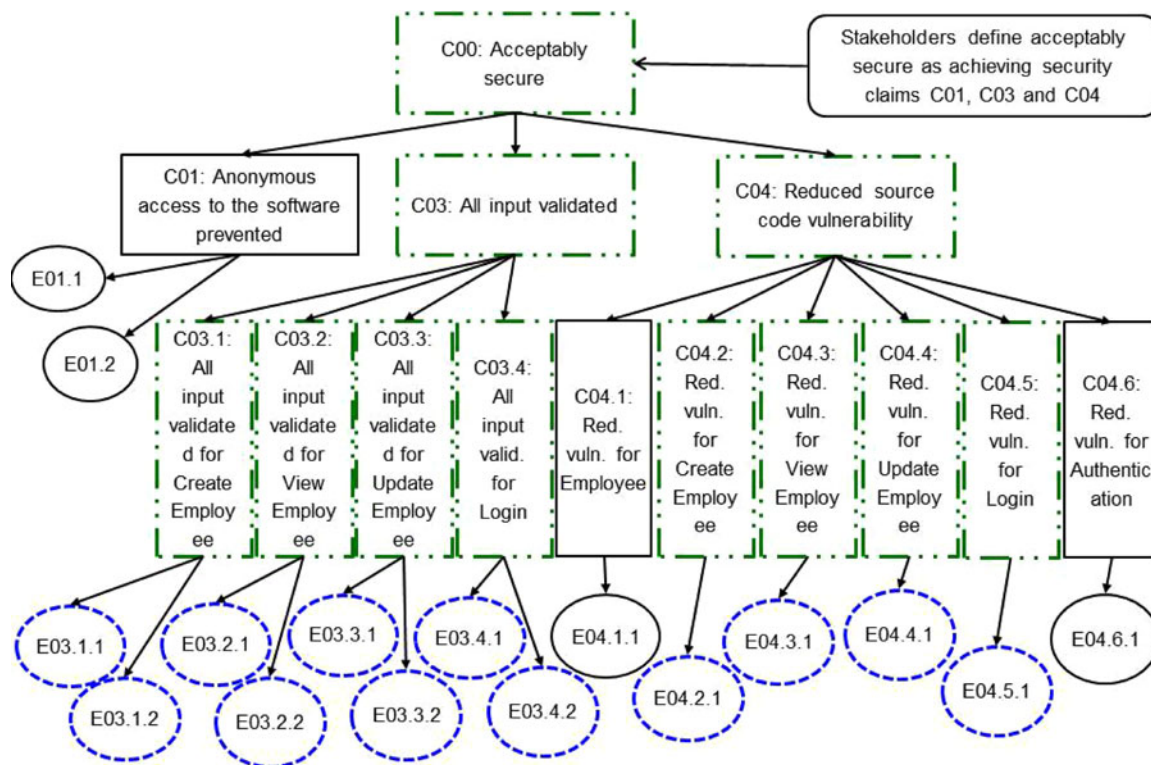 C00: Acceptably
secure
Stakeholders define acceptably
secure as achieving security
claims C01, C03 and C04
C01: Anonymous
access to the software
prevented
C03: All input validated
C04: Reduced source
code vulnerability
E01.1
E01.2
C03.1:
All
input
validate
d for
Create
Employ
ee
C03.2:
All
input
validate
d for
View
Employ
ee
C03.3:
All
input
validate
d for
Update
Employ
ee
C03.4:
All
input
valid.
for
Login
C04.1:
Red.
vuln. for
Employee
C04.2:
Red.
vuln.
for
Create
Employ
ee
C04.3:
Red.
vuln.
for
View
Employ
ee
C04.4:
Red.
vuln.
for
Update
Employ
ee
C04.5:
Red.
vuln.
for
Login
C04.6:
Red.
vuln. for
Authentic
ation
E03.1.1
E03.1.2
E03.2.1
E03.2.2
E03.3.1
E03.3.2
E03.4.1
E03.4.2
E04.1.1
E04.2.1
E04.3.1
E04.4.1
E04.5.1
E04.6.1